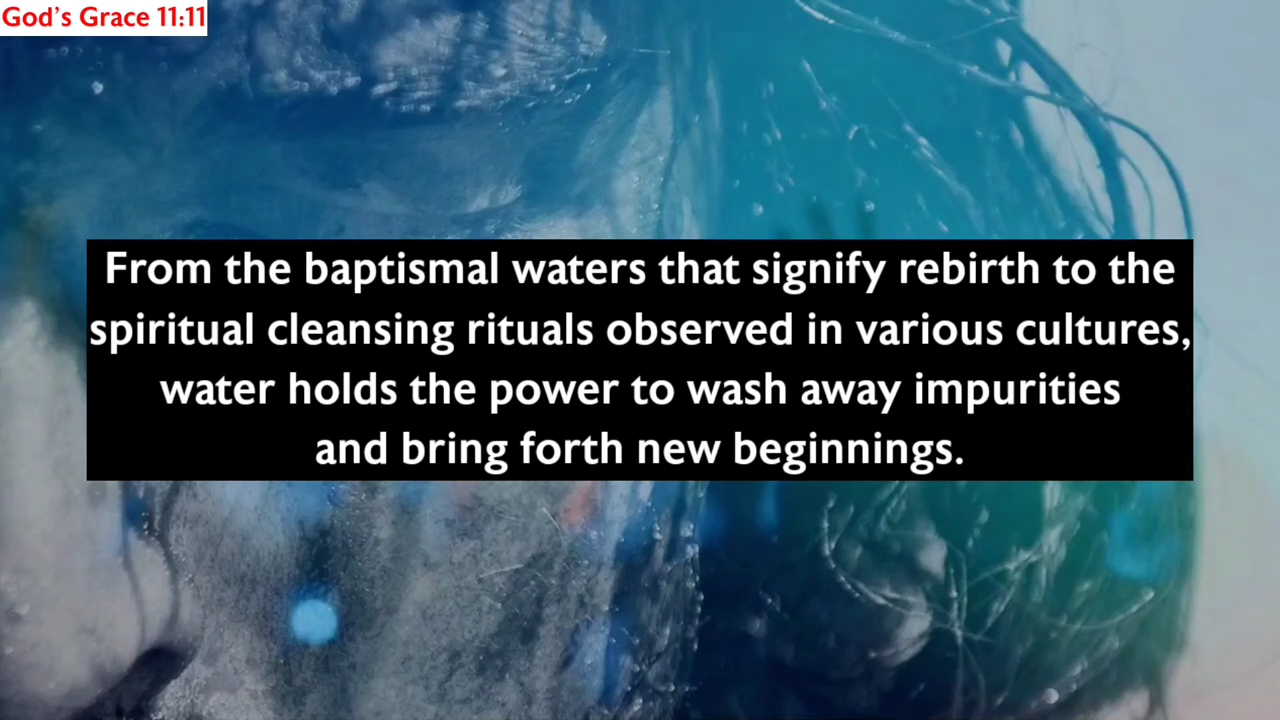 God's Grace 11:11
From the baptismal waters that signify rebirth to the
spiritual cleansing rituals observed in various cultures,
water holds the power to wash away impurities
and bring forth new beginnings.